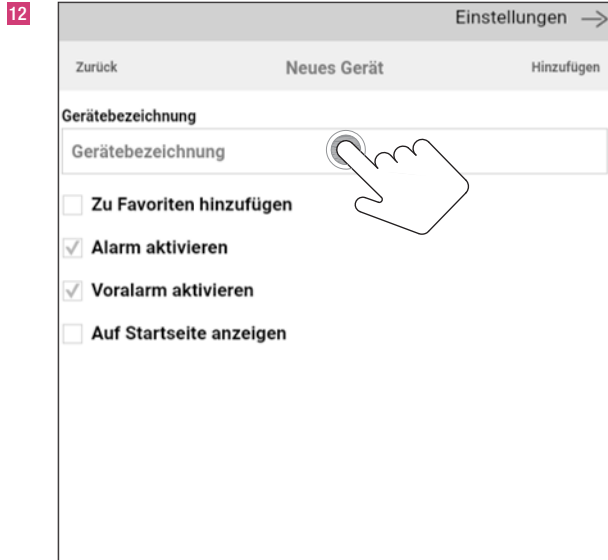 12
Einstellungen
Zurück Neues Gerät Hinzufügen
Gerätebezeichnung
Gerätebezeichnung
Zu Favoriten hinzufügen
Alarm aktivieren
Voralarm aktivieren
Auf Startseite anzeigen